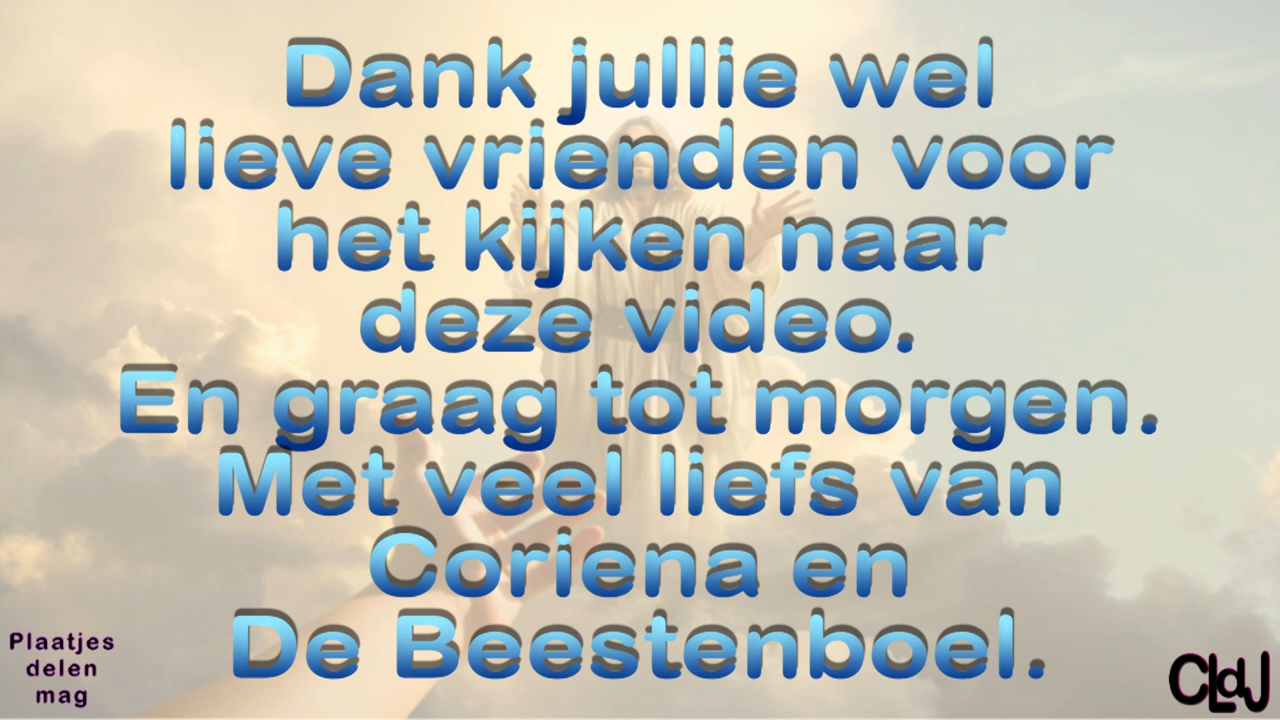 Dank jullie wel
lieve vrienden voor
het kijken naar
deze video.
En graag tot morgen.
Met veel liefs van
Coriena en
De Beestenboel.
Plaatjes
delen
mag
CLdJ